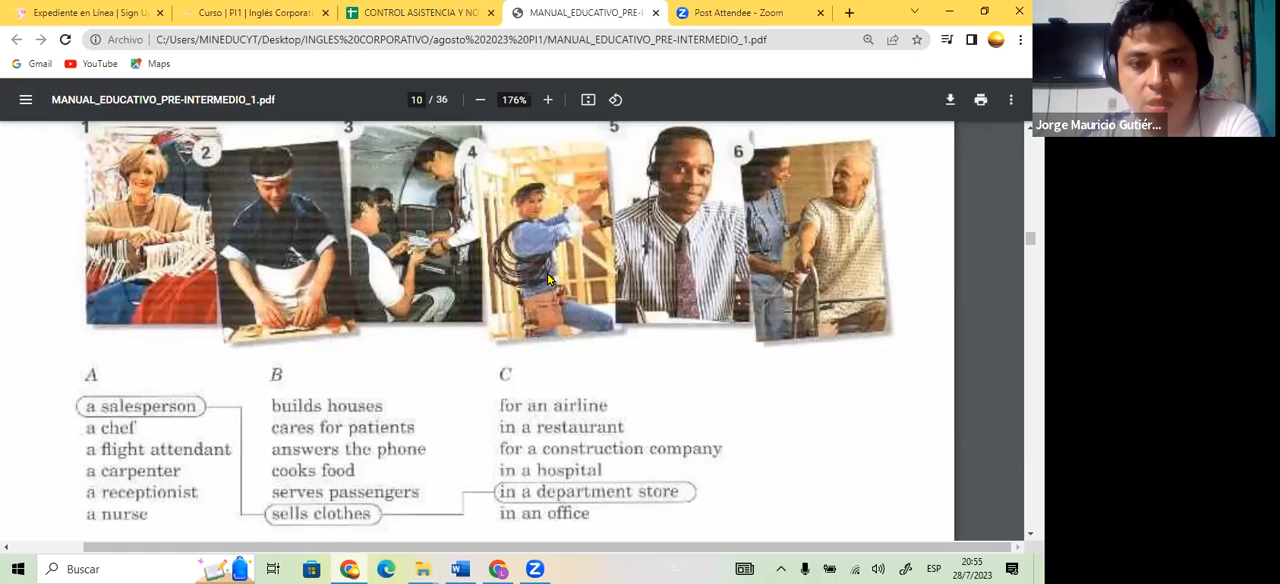 Expediente en Línea | Sign U
Curso | PI1 | Inglés Corporati
CONTROL ASISTENCIA Y NO
MANUAL_EDUCATIVO_PRE-I
Post Attendee - Zoom
Archivo
C:/Users/MINEDUCYT/Desktop/INGLES%20CORPORATIVO/agosto%202023%20PI1/MANUAL_EDUCATIVO_PRE-INTERMEDIO_1.pdf
Gmail
YouTube
Maps
MANUAL_EDUCATIVO_PRE-INTERMEDIO_1.pdf
10 / 36
176%
Jorge Mauricio Gutiér...
1
2
3
4
5
6
A
B
C
a salesperson
builds houses
for an airline
a chef
cares for patients
in a restaurant
a flight attendant
answers the phone
for a construction company
a carpenter
cooks food
in a hospital
a receptionist
serves passengers
in a department store
a nurse
sells clothes
in an office
Buscar
ESP
20:55
28/7/2023